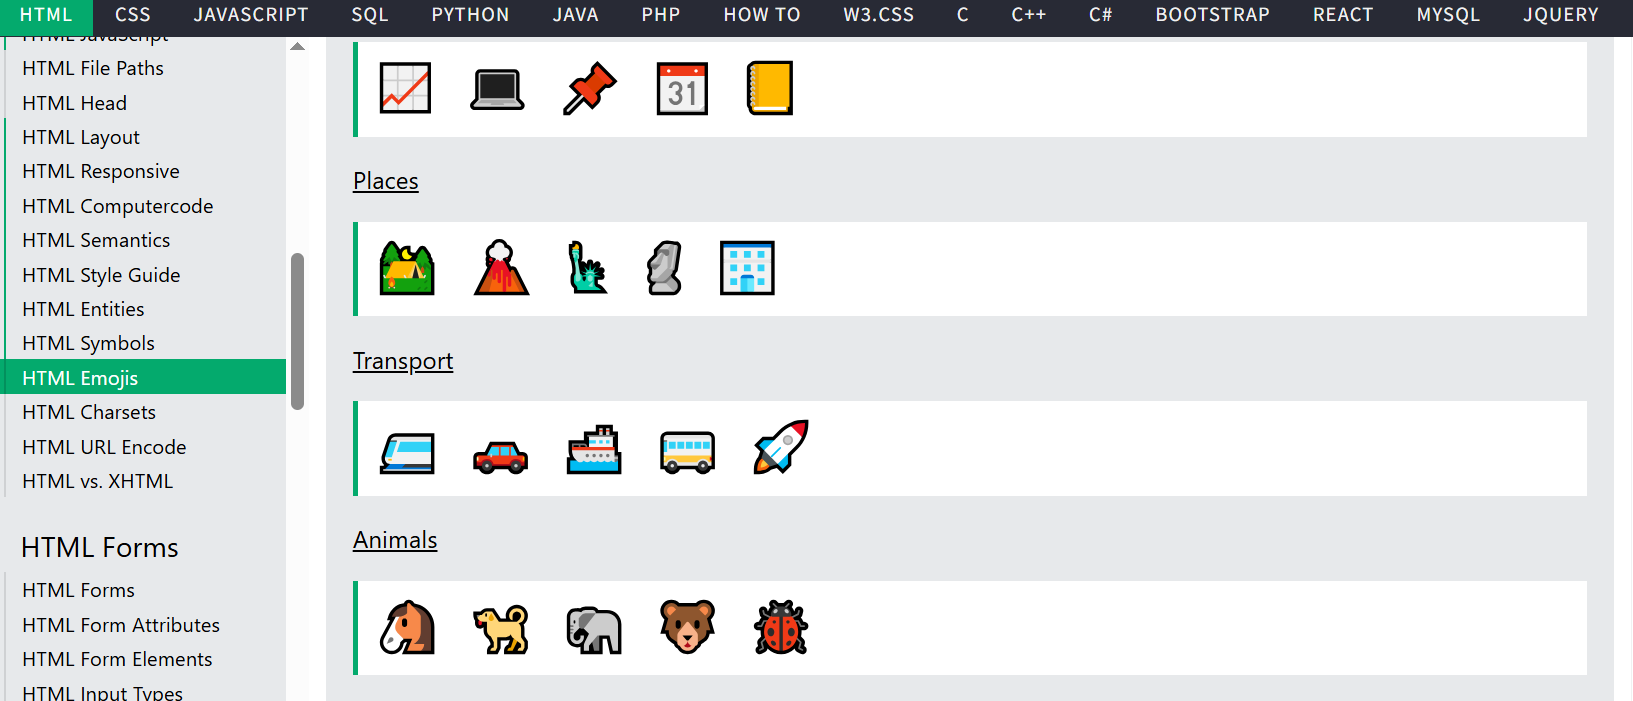 HTML CSS JAVASCRIPT SQL PYTHON JAVA PHP HOW TO W3.CSS C C++ C# BOOTSTRAP REACT MYSQL JQUERY
HTML JavaScript
HTML File Paths
HTML Head
HTML Layout
HTML Responsive
HTML Computercode
HTML Semantics
HTML Style Guide
HTML Entities
HTML Symbols
HTML Emojis
HTML Charsets
HTML URL Encode
HTML vs. XHTML
HTML Forms
HTML Forms
HTML Form Attributes
HTML Form Elements
HTML Input Types
31
Places
Transport
Animals